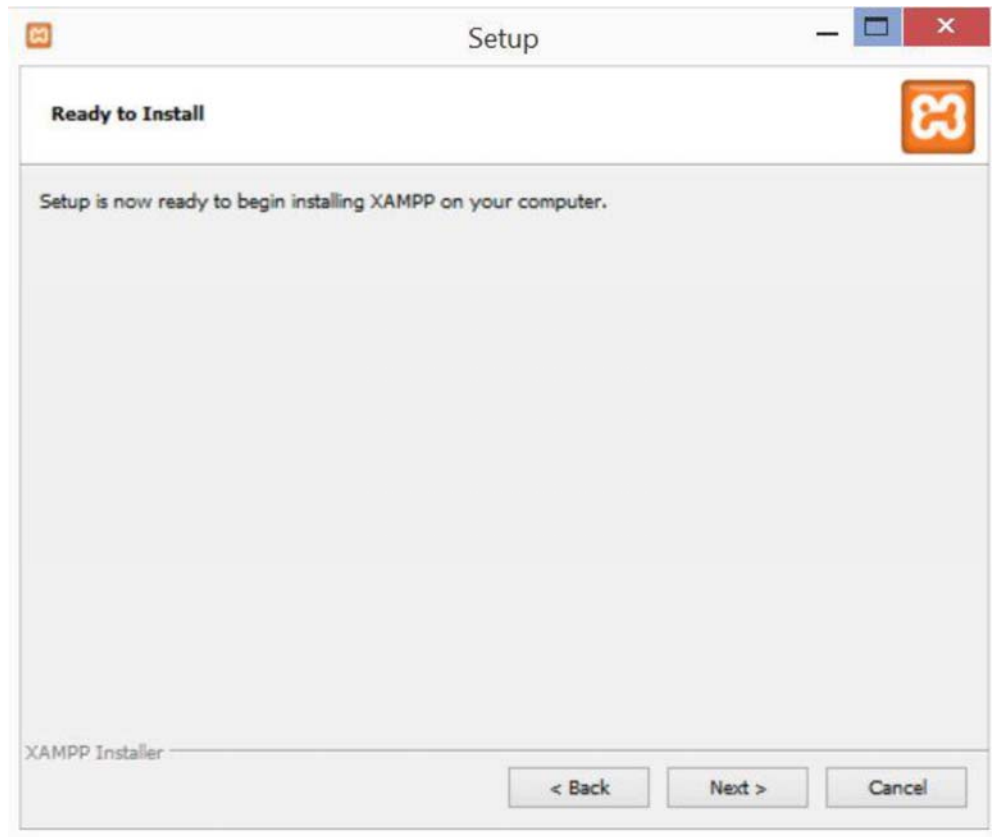 Setup
Ready to Install
Setup is now ready to begin installing XAMPP on your computer.
XAMPP Installer
< Back
Next >
Cancel